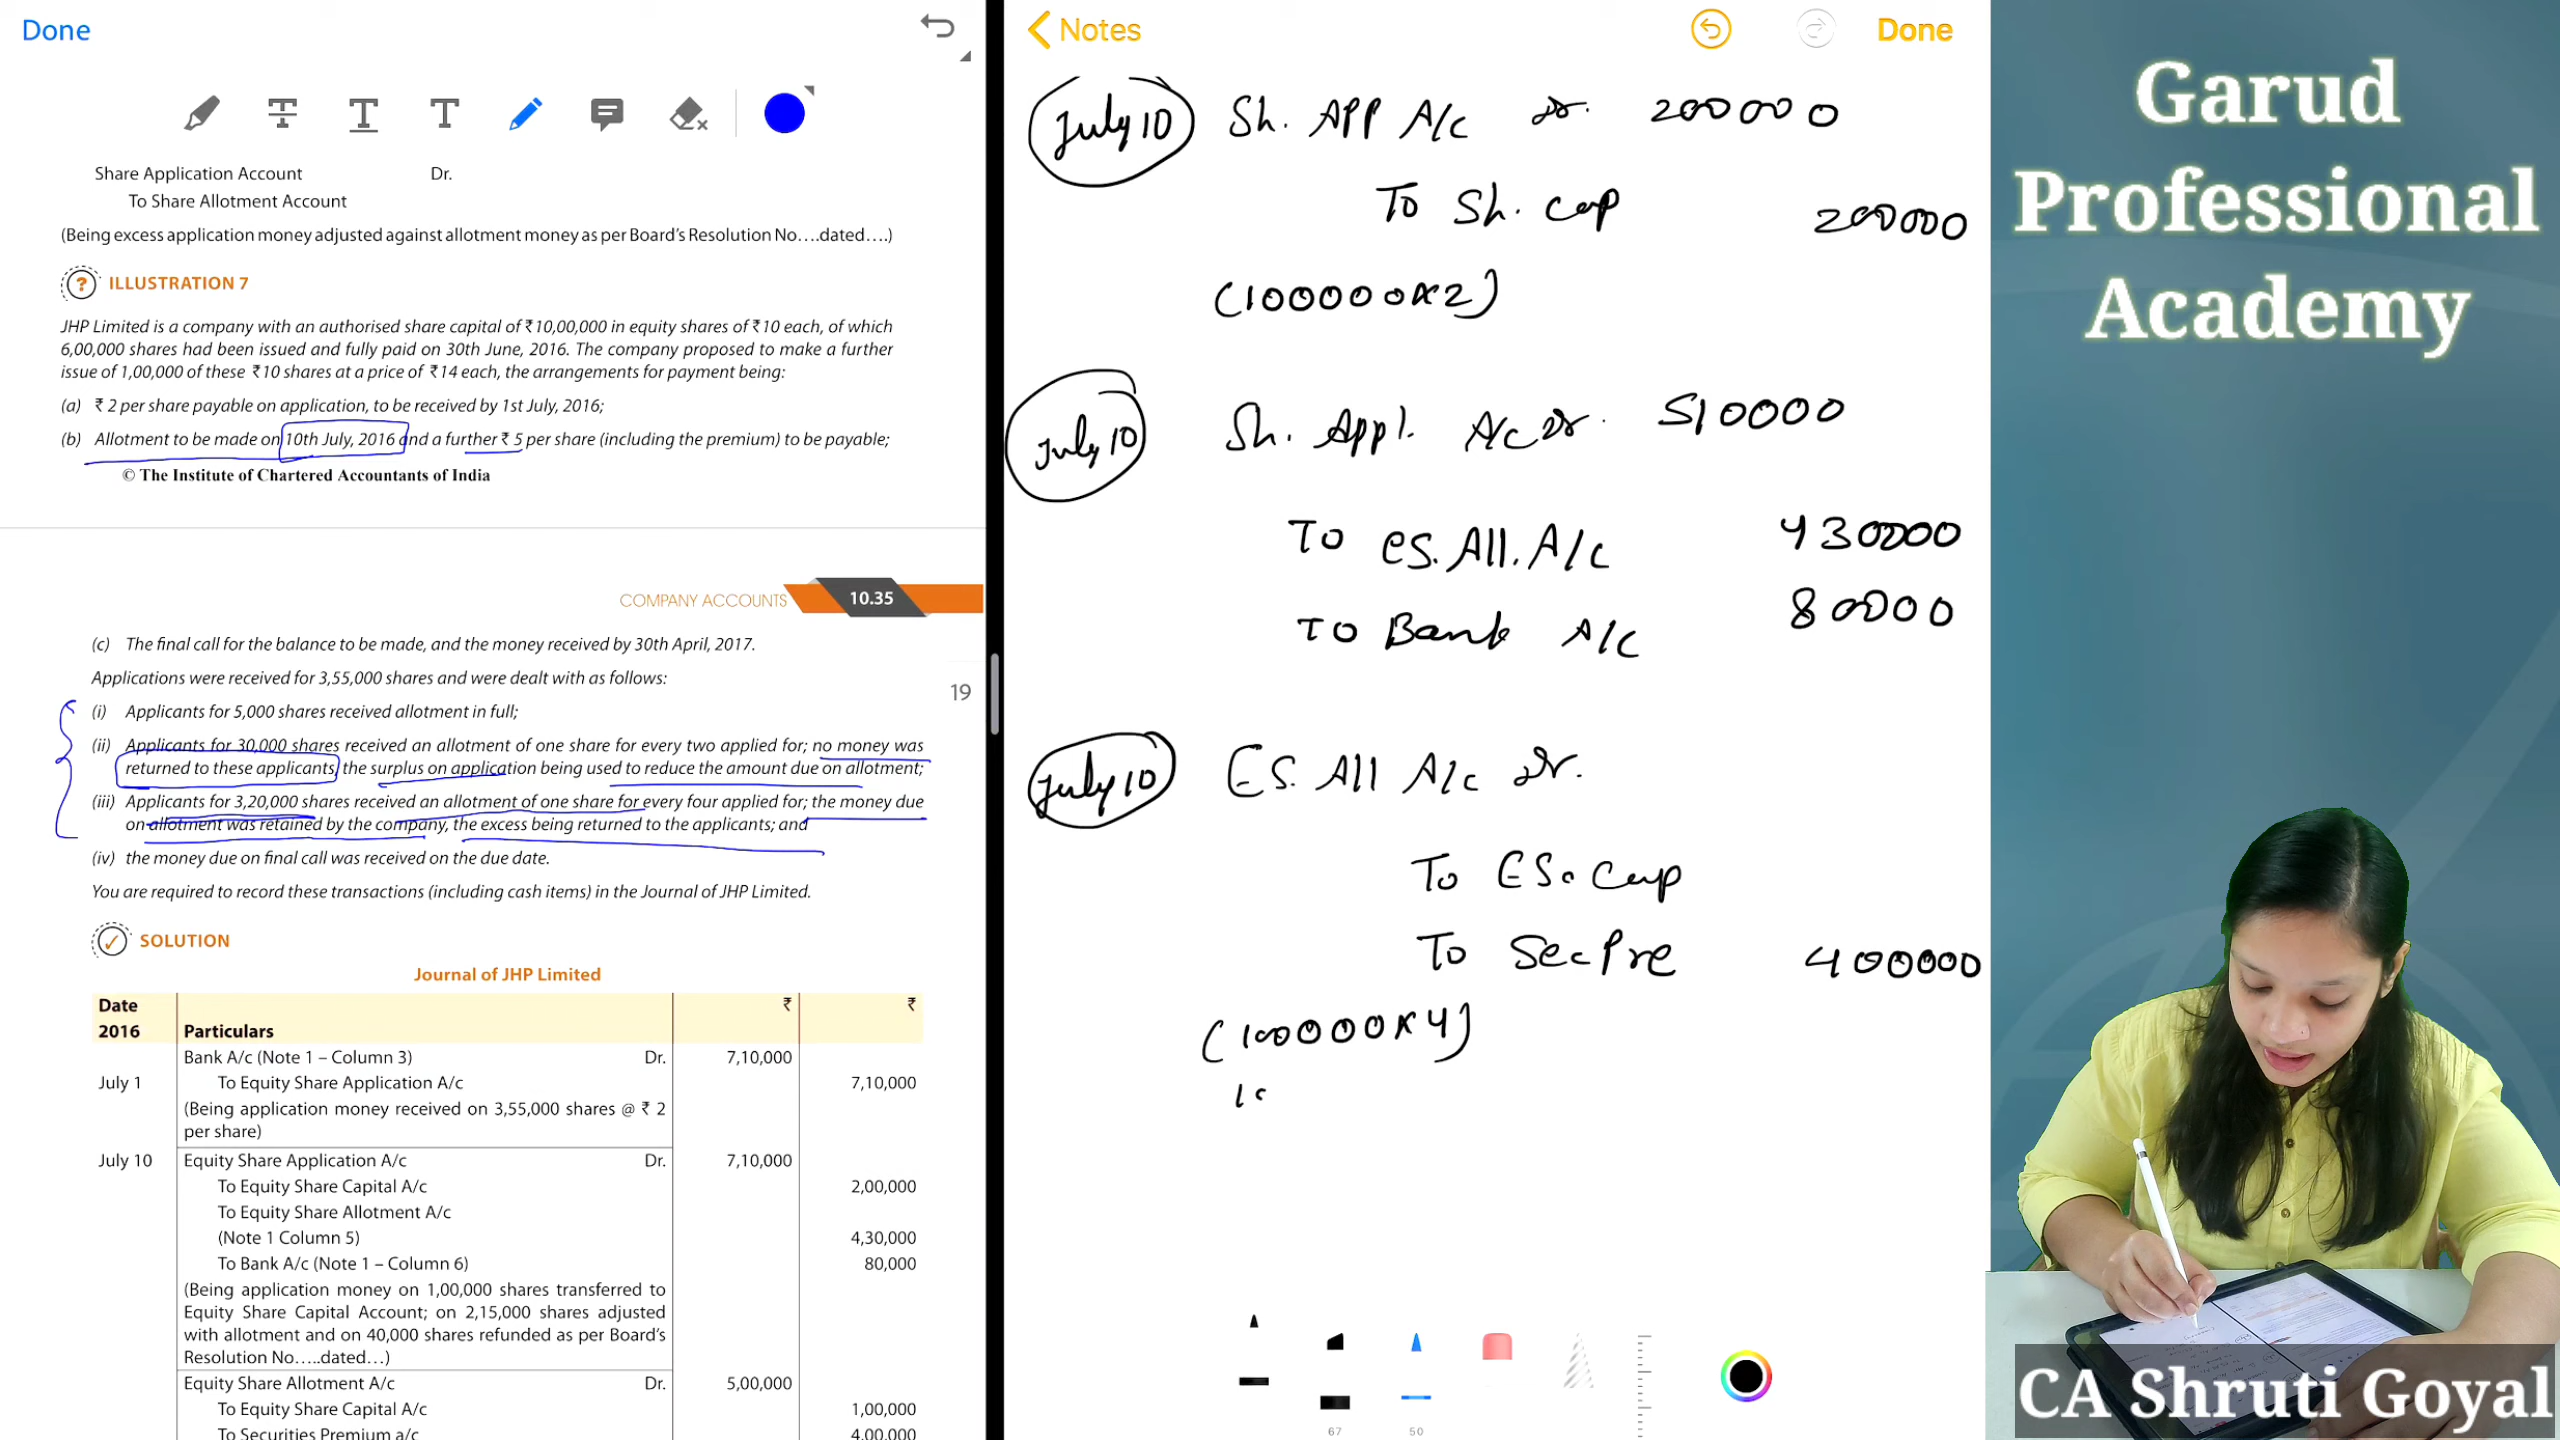 Done
T
T
T
Share Application Account Dr.
To Share Allotment Account
(Being excess application money adjusted against allotment money as per Board's Resolution No….dated….)
? ILLUSTRATION 7
JHP Limited is a company with an authorised share capital of ₹10,00,000 in equity shares of ₹10 each, of which
6,00,000 shares had been issued and fully paid on 30th June, 2016. The company proposed to make a further
issue of 1,00,000 of these ₹10 shares at a price of ₹14 each, the arrangements for payment being:
(a) ₹ 2 per share payable on application, to be received by 1st July, 2016;
(b) Allotment to be made on 10th July, 2016 and a further ₹ 5 per share (including the premium) to be payable;
© The Institute of Chartered Accountants of India
COMPANY ACCOUNTS 10.35
(c) The final call for the balance to be made, and the money received by 30th April, 2017.
Applications were received for 3,55,000 shares and were dealt with as follows:
19
(i) Applicants for 5,000 shares received allotment in full;
(ii) Applicants for 30,000 shares received an allotment of one share for every two applied for; no money was
returned to these applicants, the surplus on application being used to reduce the amount due on allotment;
(iii) Applicants for 3,20,000 shares received an allotment of one share for every four applied for; the money due
on allotment was retained by the company, the excess being returned to the applicants; and
(iv) the money due on final call was received on the due date.
You are required to record these transactions (including cash items) in the Journal of JHP Limited.
SOLUTION
Journal of JHP Limited
Date ₹ ₹
2016 Particulars
Bank A/c (Note 1 – Column 3) Dr. 7,10,000
July 1 To Equity Share Application A/c 7,10,000
(Being application money received on 3,55,000 shares @ ₹ 2
per share)
July 10 Equity Share Application A/c Dr. 7,10,000
To Equity Share Capital A/c 2,00,000
To Equity Share Allotment A/c
(Note 1 Column 5) 4,30,000
To Bank A/c (Note 1 – Column 6) 80,000
(Being application money on 1,00,000 shares transferred to
Equity Share Capital Account; on 2,15,000 shares adjusted
with allotment and on 40,000 shares refunded as per Board's
Resolution No…..dated…)
Equity Share Allotment A/c Dr. 5,00,000
To Equity Share Capital A/c 1,00,000
To Securities Premium a/c 4,00,000
Notes Done
July 10 Sh. APP A/c Dr. 200000
To Sh. Cap 200000
(100000x2)
July 10 Sh. Appl. A/c Dr. 510000
To ES. All. A/c 430000
To Bank A/c 80000
July 10 ES. All A/c Dr.
To ES. Cap
To Sec Pre 400000
(100000x4)
10
67 50
Garud
Professional
Academy
CA Shruti Goyal